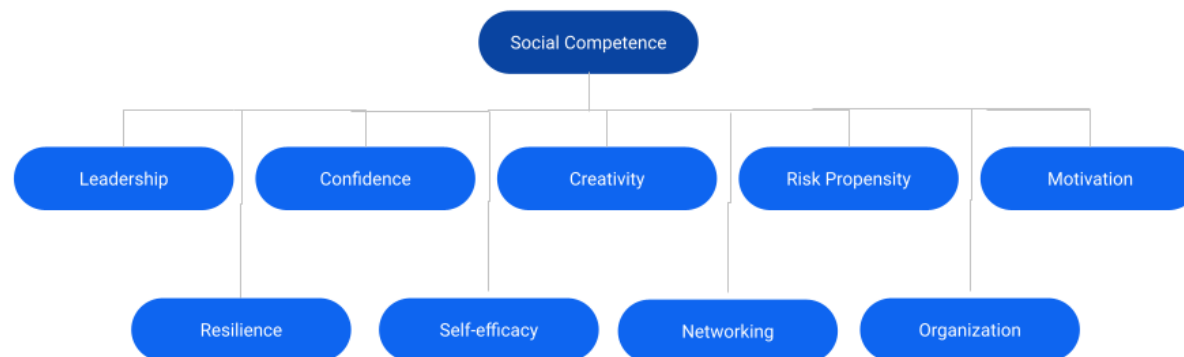 Social Competence
Leadership
Confidence
Creativity
Risk Propensity
Motivation
Resilience
Self-efficacy
Networking
Organization